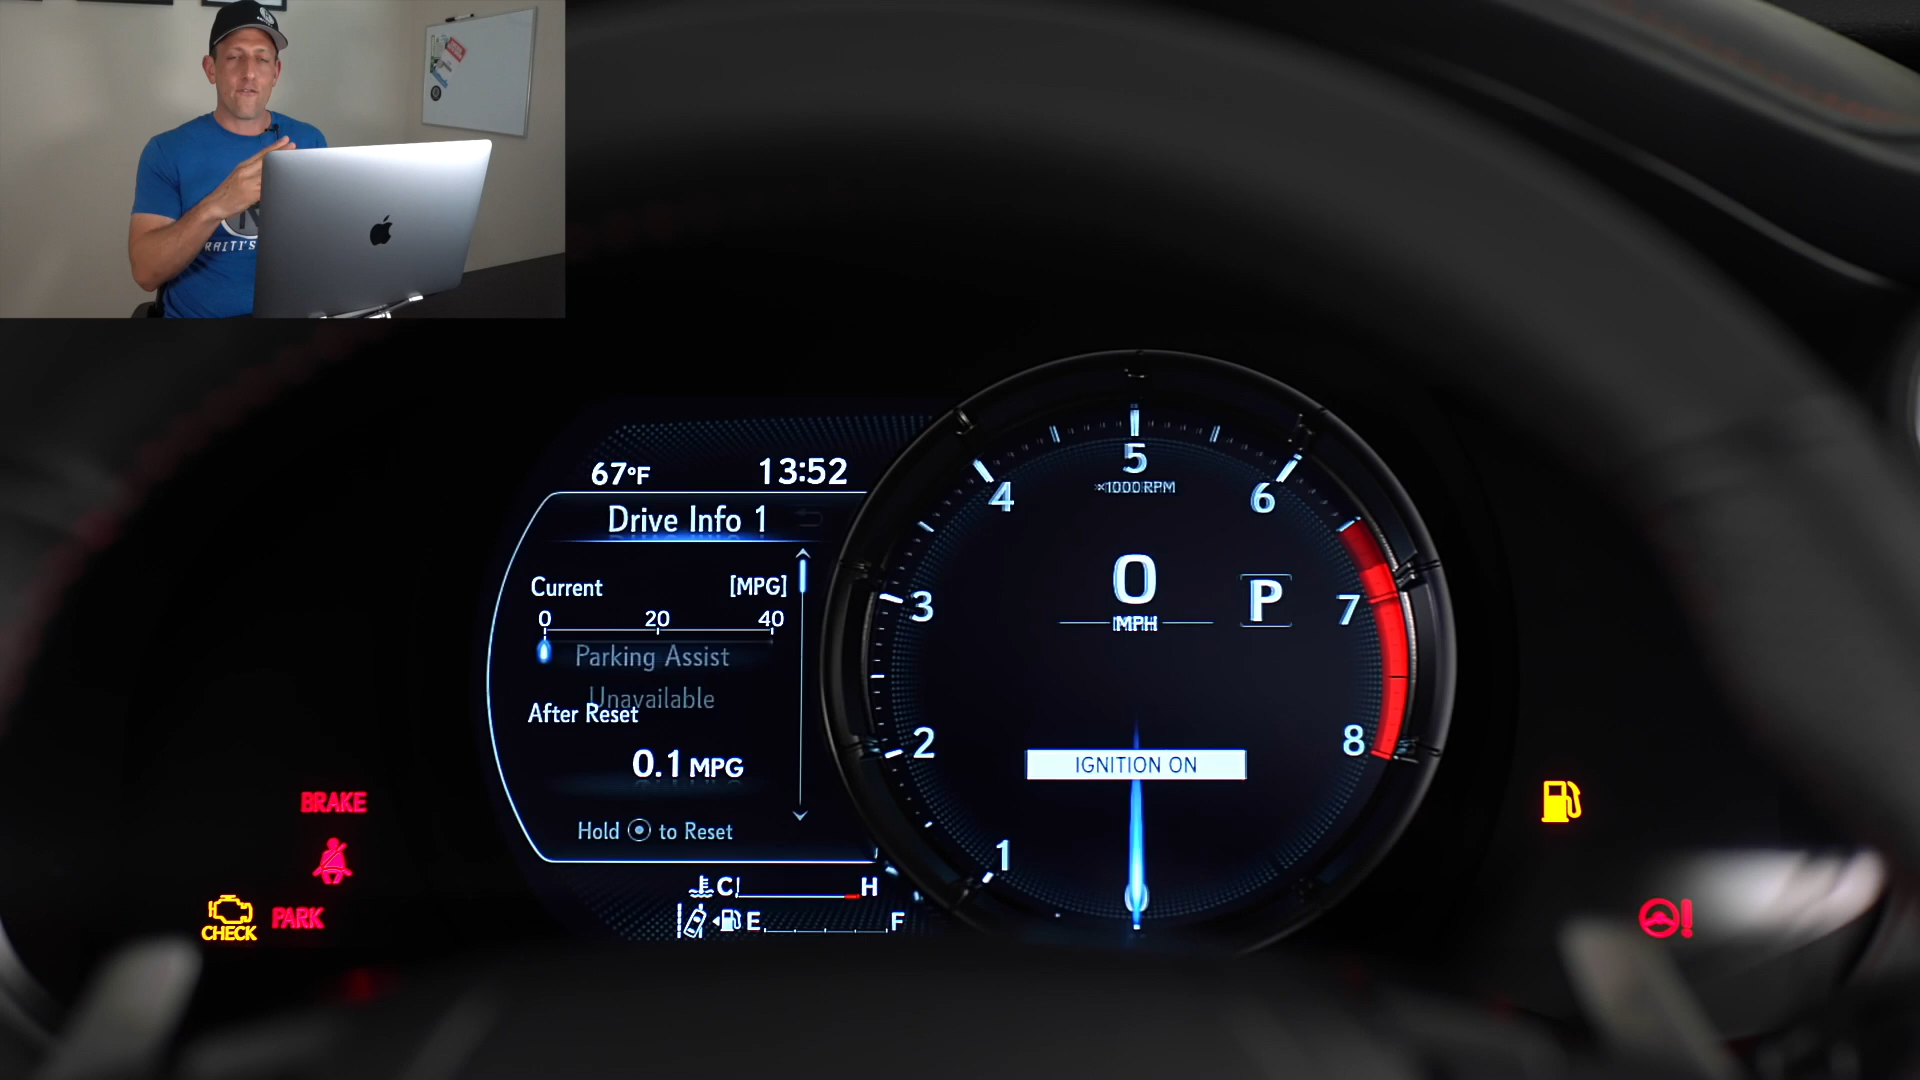 RAITI'S
67°F 13:52
Drive Info 1
Current [MPG]
0 20 40
Parking Assist
Unavailable
After Reset
0.1 MPG
Hold to Reset
C H
E F
BRAKE
CHECK
PARK
1
2
3
4
5
6
7
8
×1000 RPM
0
MPH
P
IGNITION ON
!